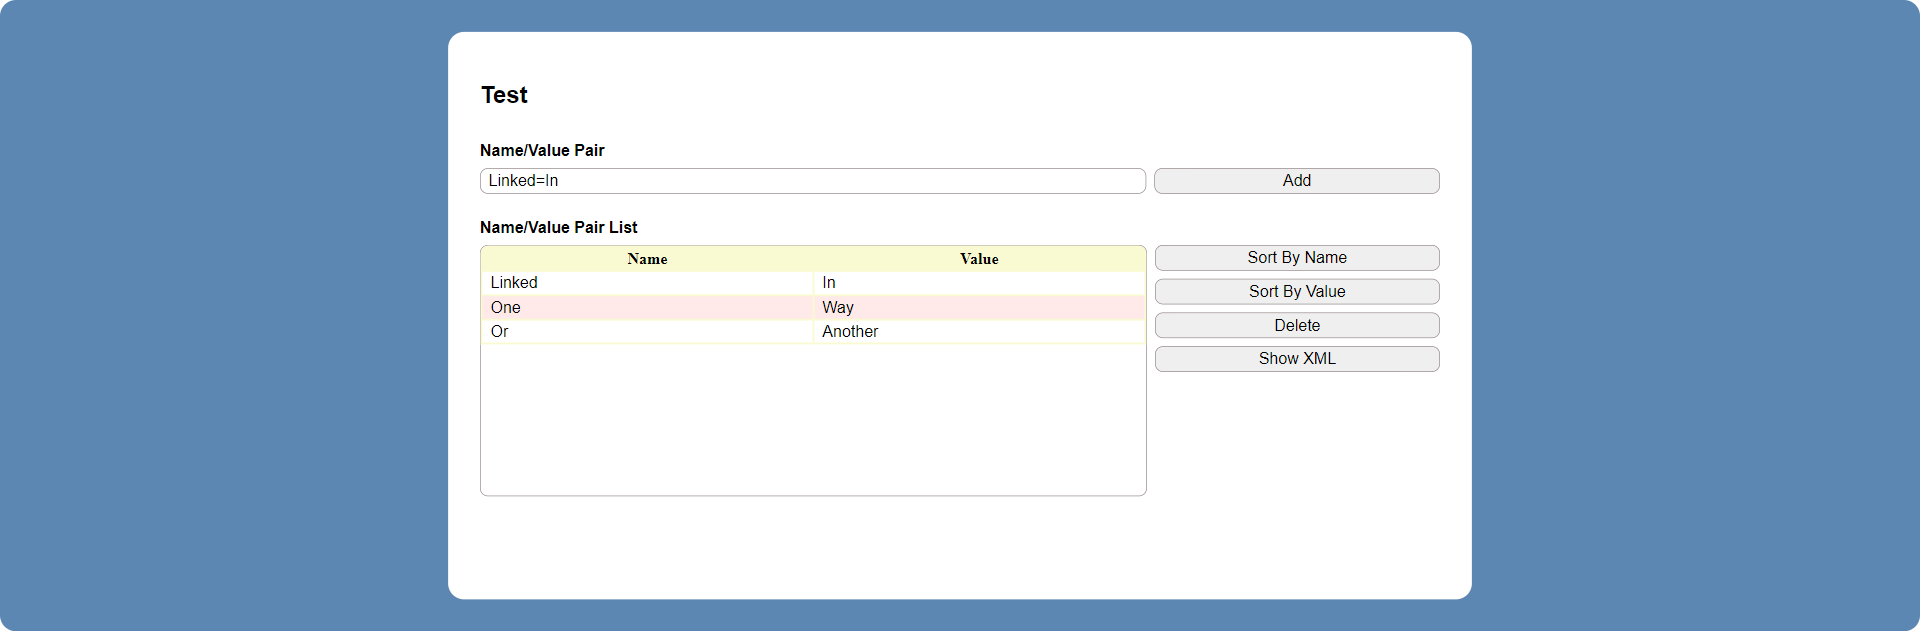 Test
Name/Value Pair
Linked=In
Add
Name/Value Pair List
Name Value
Linked In
One Way
Or Another
Sort By Name
Sort By Value
Delete
Show XML